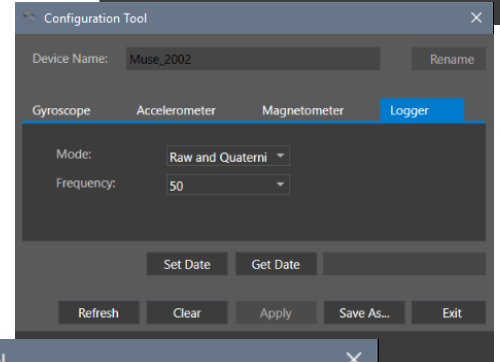 Configuration Tool
Device Name: Muse_2002 Rename
Gyroscope Accelerometer Magnetometer Logger
Mode: Raw and Quaterni
Frequency: 50
Set Date Get Date
Refresh Clear Apply Save As... Exit